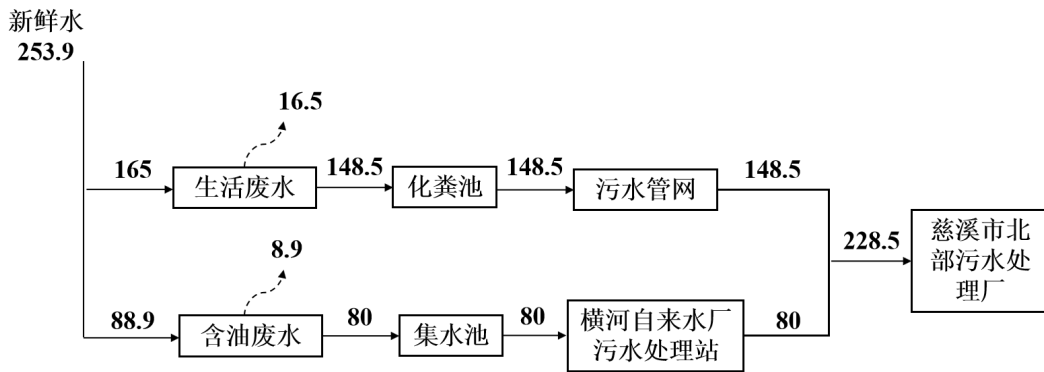 新鲜水
253.9
16.5
165
生活废水
148.5
化粪池
148.5
污水管网
148.5
8.9
228.5
慈溪市北
部污水处
理厂
88.9
含油废水
80
集水池
80
横河自来水厂
污水处理站
80